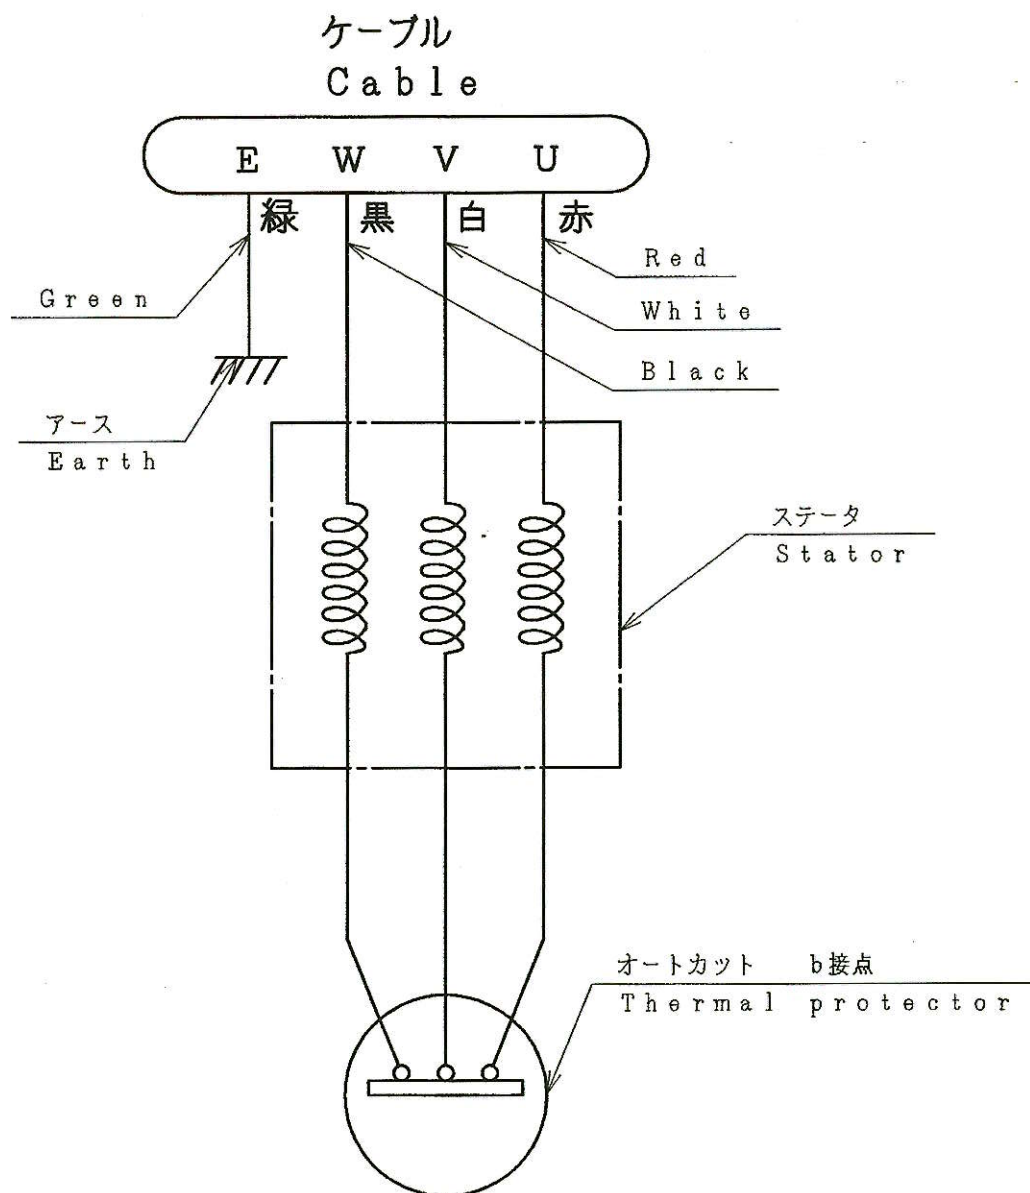 ケーブル
Cable
E W V U
緑 黒 白 赤
Red
Green
White
Black
アース
Earth
ステータ
Stator
オートカット b接点
Thermal protector